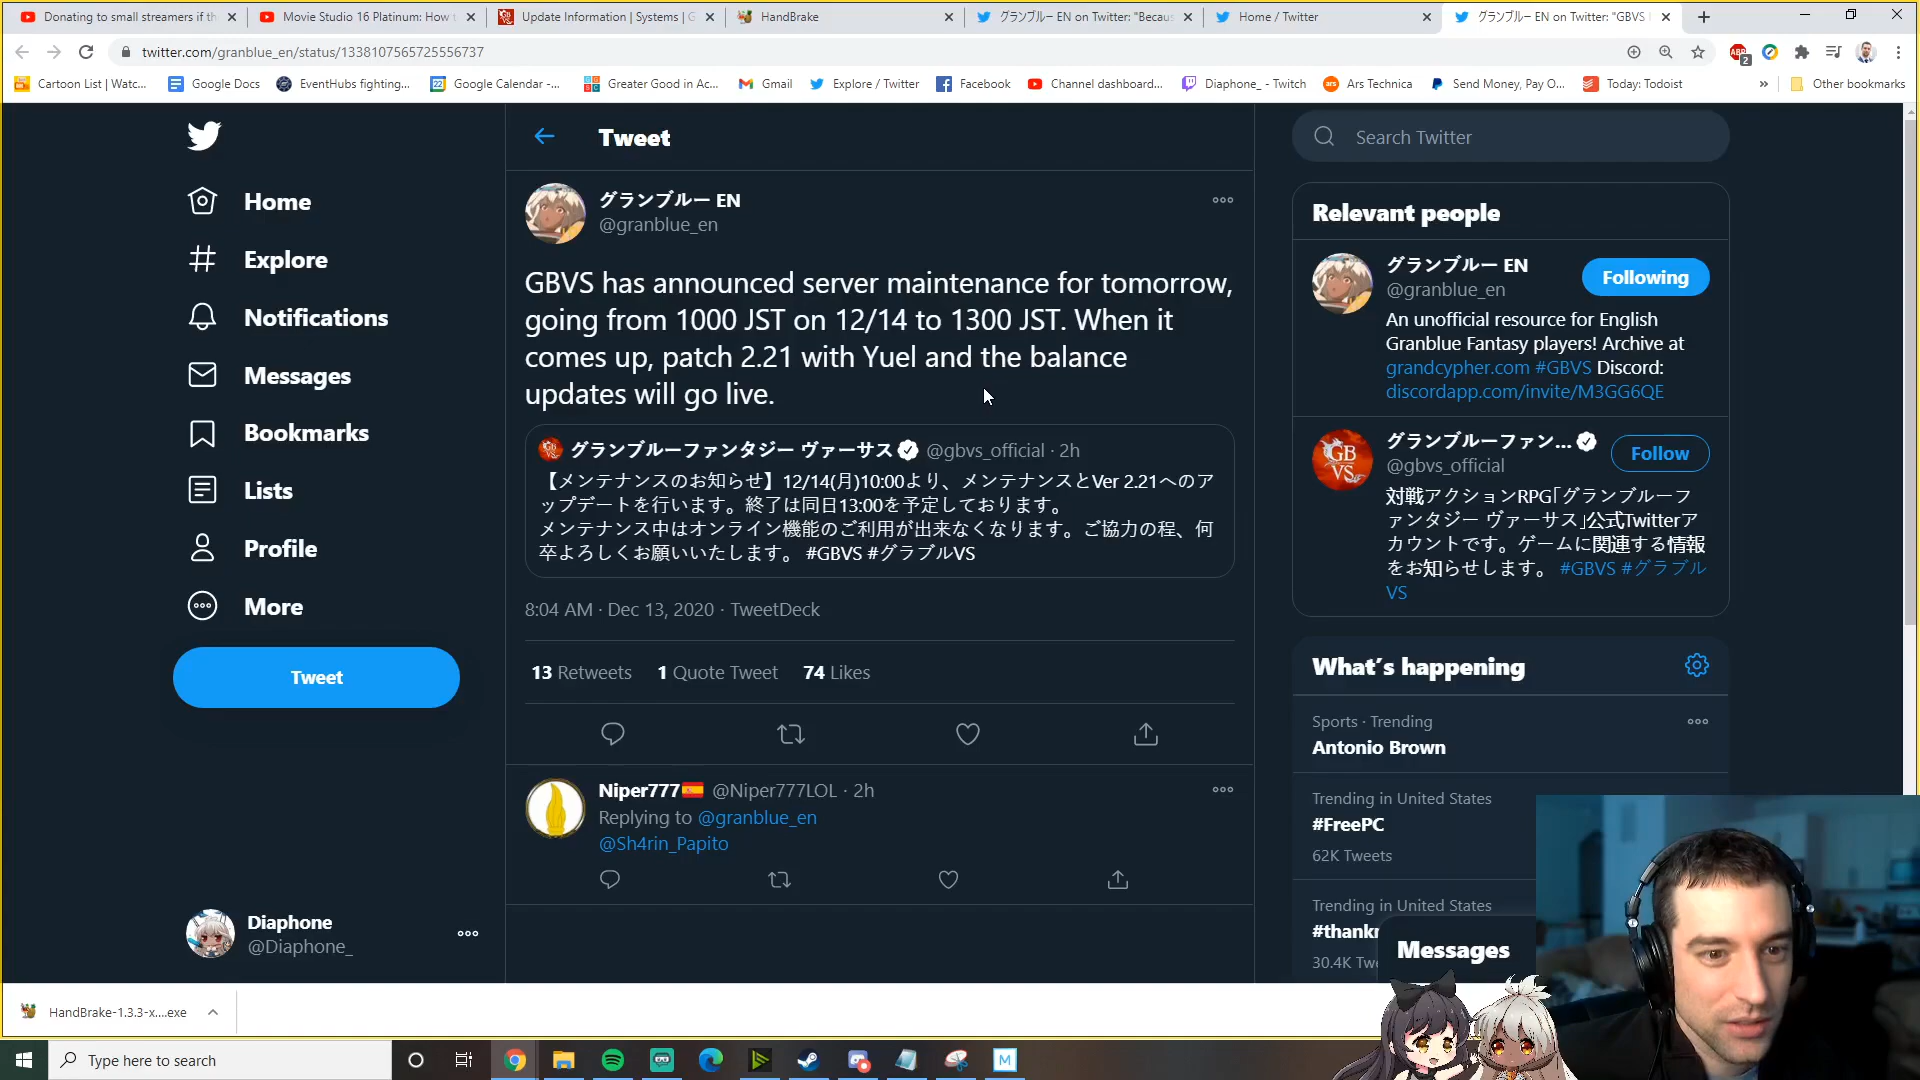 Donating to small streamers if th
Movie Studio 16 Platinum: How t
Update Information | Systems | G
HandBrake
グランブルー EN on Twitter: "Becaus
Home / Twitter
グランブルー EN on Twitter: "GBVS
twitter.com/granblue_en/status/1338107565725556737
Cartoon List | Watc...
Google Docs
EventHubs fighting...
Google Calendar -...
Greater Good in Ac...
Gmail
Explore / Twitter
Facebook
Channel dashboard...
Diaphone_ - Twitch
Ars Technica
Send Money, Pay O...
Today: Todoist
Other bookmarks
Home
Explore
Notifications
Messages
Bookmarks
Lists
Profile
More
Tweet
Diaphone
@Diaphone_
Tweet
グランブルー EN
@granblue_en
GBVS has announced server maintenance for tomorrow,
going from 1000 JST on 12/14 to 1300 JST. When it
comes up, patch 2.21 with Yuel and the balance
updates will go live.
グランブルーファンタジー ヴァーサス @gbvs_official · 2h
【メンテナンスのお知らせ】12/14(月)10:00より、メンテナンスとVer 2.21へのア
ップデートを行います。終了は同日13:00を予定しております。
メンテナンス中はオンライン機能のご利用が出来なくなります。ご協力の程、何
卒よろしくお願いいたします。 #GBVS #グラブルVS
8:04 AM · Dec 13, 2020 · TweetDeck
13 Retweets 1 Quote Tweet 74 Likes
Niper777 @Niper777LOL · 2h
Replying to @granblue_en
@Sh4rin_Papito
Search Twitter
Relevant people
グランブルー EN
@granblue_en
Following
An unofficial resource for English
Granblue Fantasy players! Archive at
grandcypher.com #GBVS Discord:
discordapp.com/invite/M3GG6QE
グランブルーファン...
@gbvs_official
Follow
対戦アクションRPG「グランブルーフ
ァンタジー ヴァーサス」公式Twitterア
カウントです。ゲームに関連する情報
をお知らせします。 #GBVS #グラブル
VS
What's happening
Sports · Trending
Antonio Brown
Trending in United States
#FreePC
62K Tweets
Trending in United States
#thankr
30.4K Twe
Messages
HandBrake-1.3.3-x....exe
Type here to search